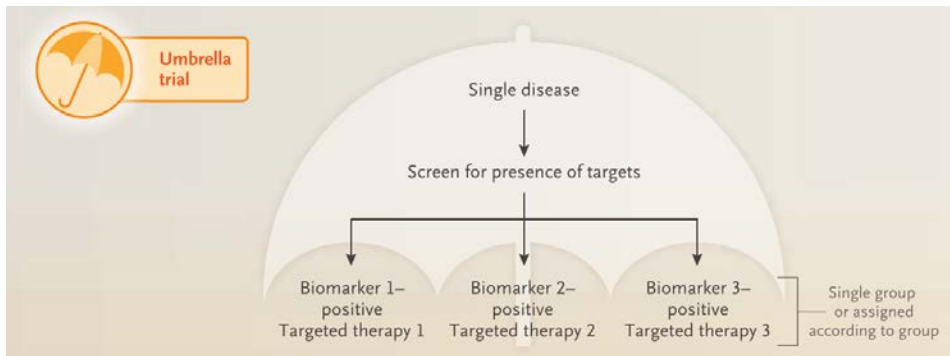 Umbrella
trial
Single disease
Screen for presence of targets
Biomarker 1–
positive
Targeted therapy 1
Biomarker 2–
positive
Targeted therapy 2
Biomarker 3–
positive
Targeted therapy 3
Single group
or assigned
according to group